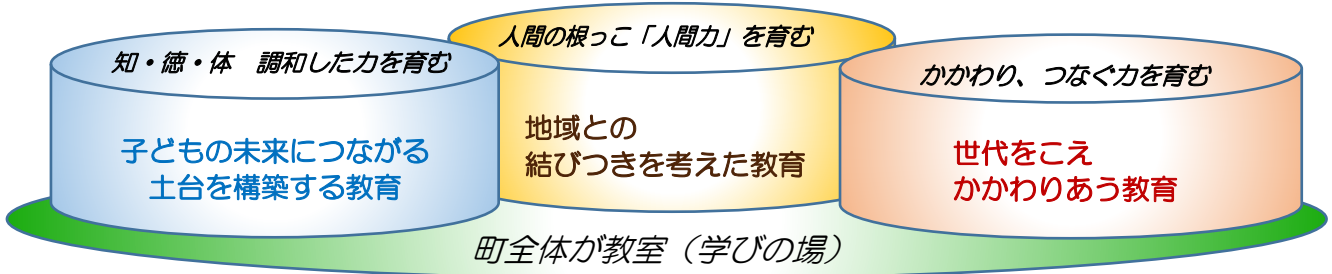 知・徳・体　調和した力を育む
子どもの未来につながる
土台を構築する教育
人間の根っこ「人間力」を育む
地域との
結びつきを考えた教育
かかわり、つなぐ力を育む
世代をこえ
かかわりあう教育
町全体が教室（学びの場）